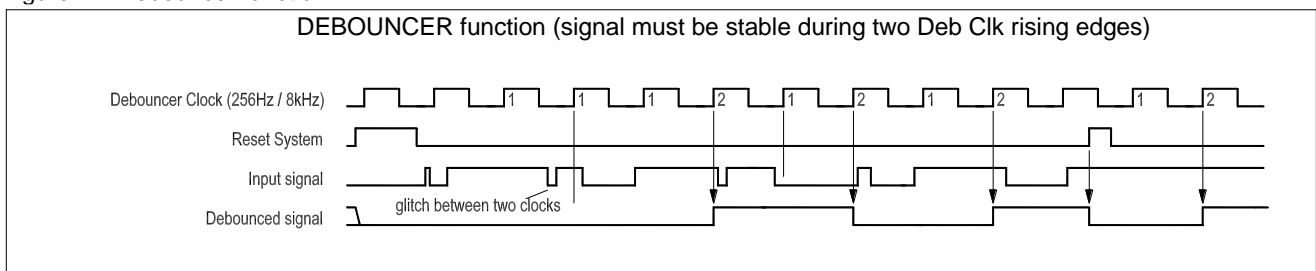 DEBOUNCER function (signal must be stable during two Deb Clk rising edges)
Debouncer Clock (256Hz / 8kHz)
1 1 1 2 1 2 1 2 1 2
Reset System
Input signal
glitch between two clocks
Debounced signal